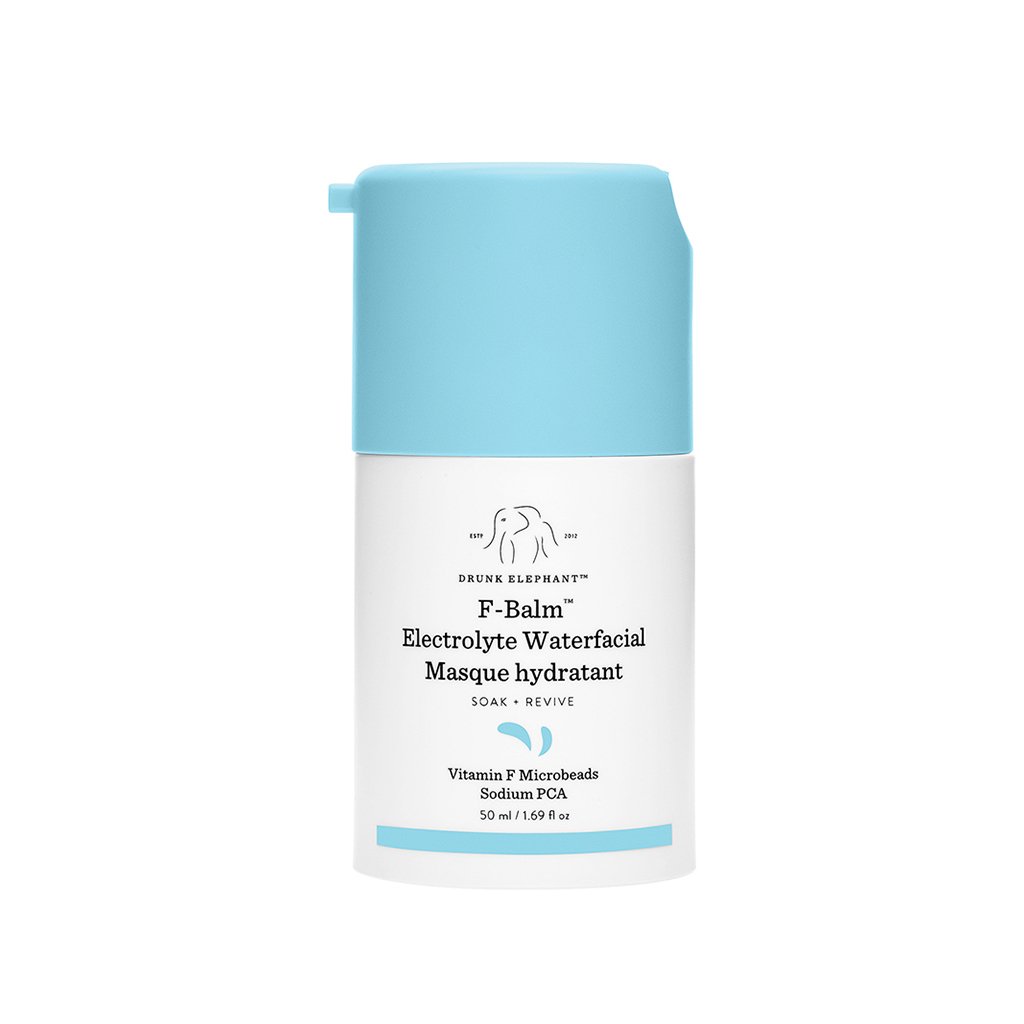 ESTD 2012
DRUNK ELEPHANT™
F-Balm™
Electrolyte Waterfacial
Masque hydratant
SOAK + REVIVE
Vitamin F Microbeads
Sodium PCA
50 ml / 1.69 fl oz